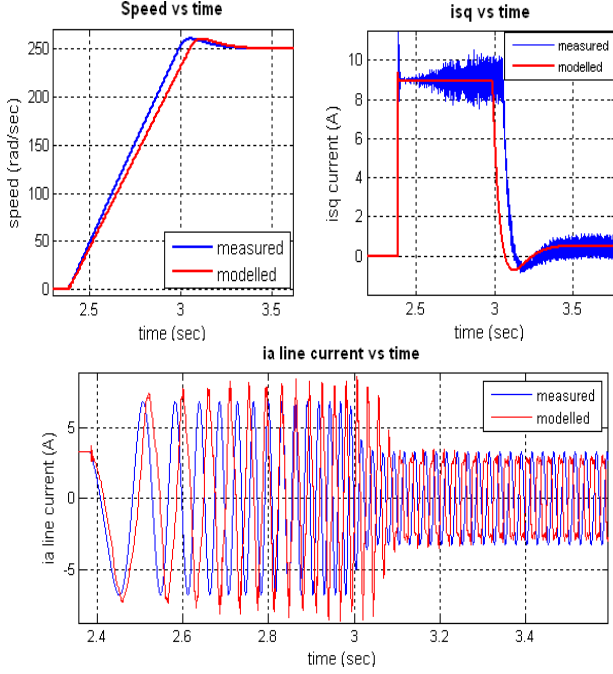 Speed vs time
speed (rad/sec)
250
200
150
100
50
0
measured
modelled
2.5
3
3.5
time (sec)
isq vs time
isq current (A)
10
8
6
4
2
0
measured
modelled
2
2.5
3
3.5
time (sec)
ia line current vs time
ia line current (A)
5
0
-5
measured
modelled
2.4
2.6
2.8
3
3.2
3.4
time (sec)